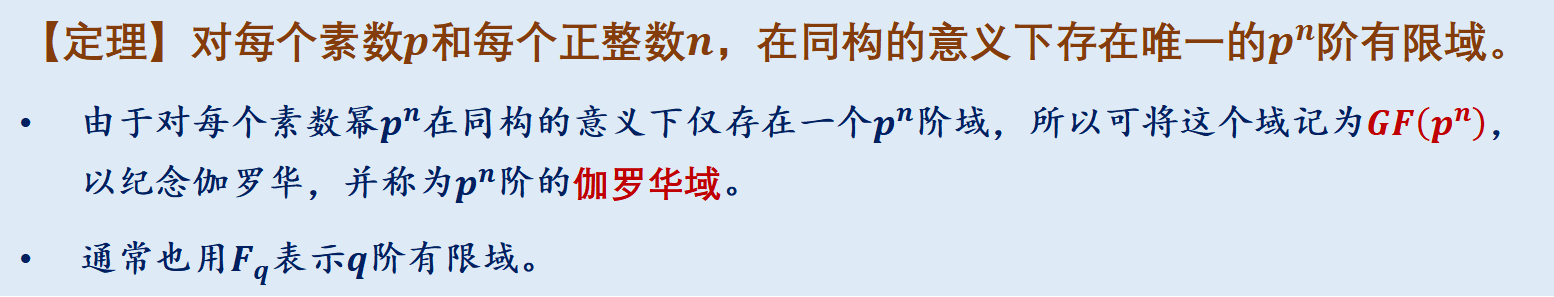 【定理】对每个素数p和每个正整数n，在同构的意义下存在唯一的pⁿ阶有限域。
• 由于对每个素数幂pⁿ在同构的意义下仅存在一个pⁿ阶域，所以可将这个域记为GF(pⁿ)，
以纪念伽罗华，并称为pⁿ阶的伽罗华域。
• 通常也用F_q表示q阶有限域。